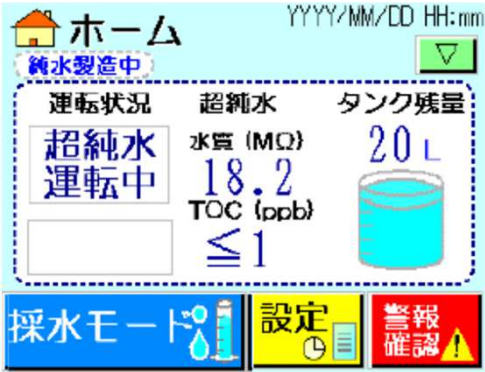 ホーム
YYYY/MM/DD HH:mm
純水製造中
▽
運転状況
超純水
タンク残量
超純水
運転中
水質 (MΩ)
18.2
20 L
TOC (ppb)
≦1
採水モード
設定
警報
確認